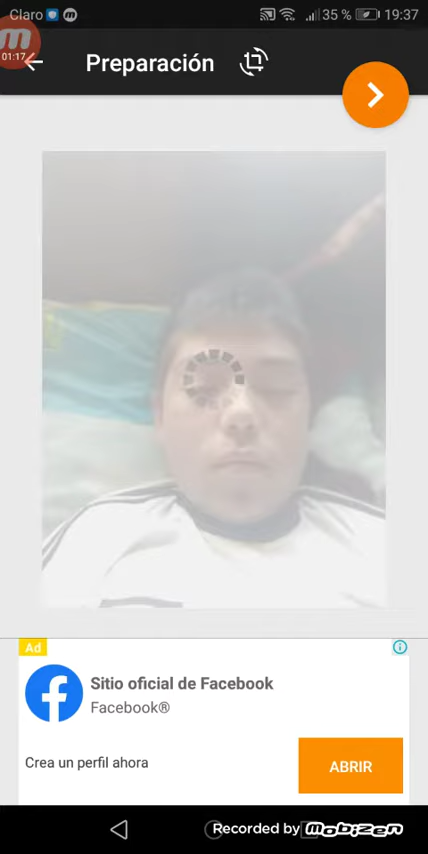 Claro 35 % 19:37
01:17
Preparación
Ad
Sitio oficial de Facebook
Facebook®
Crea un perfil ahora
ABRIR
Recorded by Mobizen